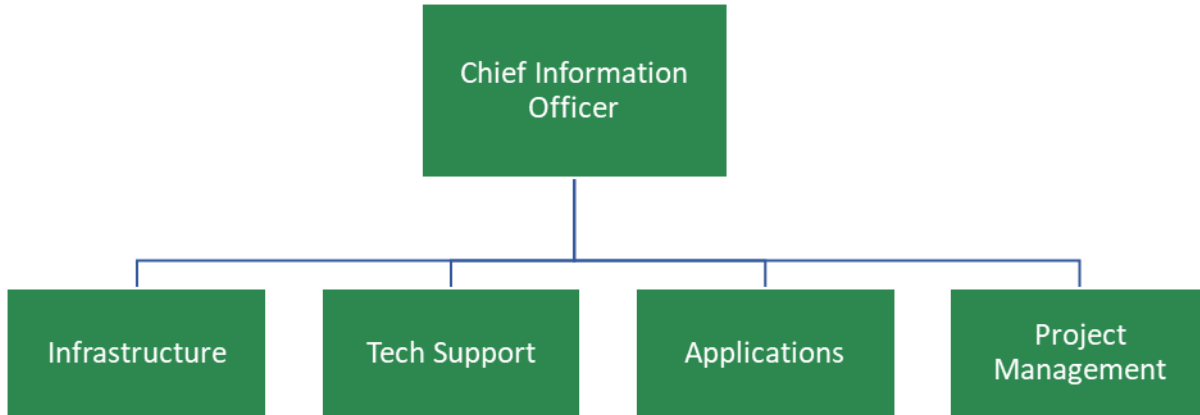 Chief Information
Officer
Infrastructure
Tech Support
Applications
Project
Management